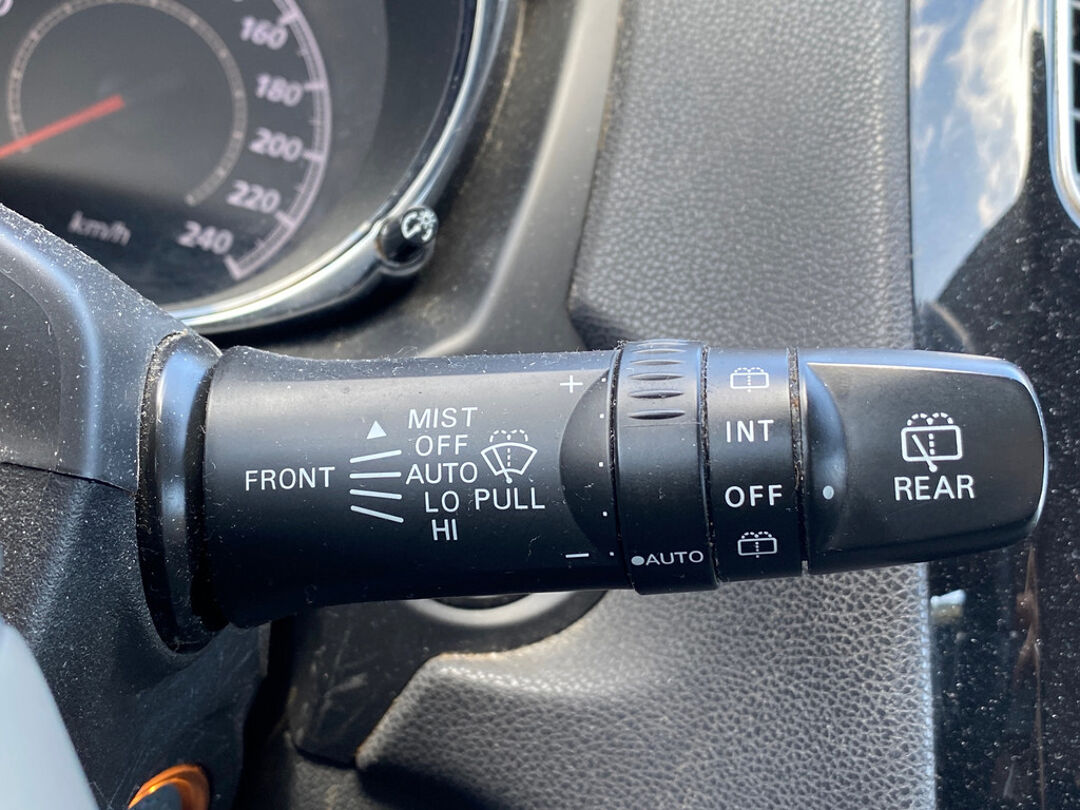 160
180
200
220
240
km/h
FRONT
MIST
OFF
AUTO
LO PULL
HI
+
−
AUTO
INT
OFF
REAR